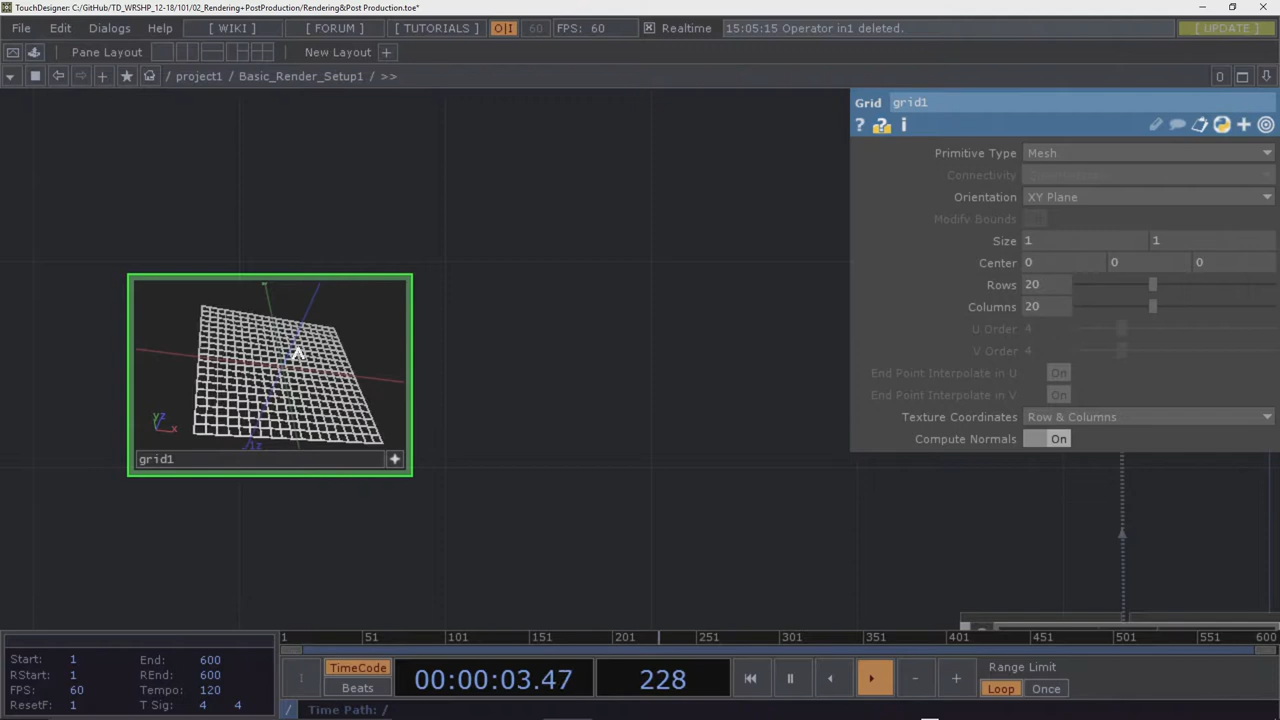 TouchDesigner: C:/GitHub/TD_WRSHP_12-18/101/02_Rendering+PostProduction/Rendering&Post Production.toe*
File Edit Dialogs [ WIKI ] [ FORUM ] [ TUTORIALS ] O|I 60 FPS: 60 Realtime 15:05:15 Operator in1 deleted. [ UPDATE ]
Pane Layout New Layout +
/ project1 / Basic_Render_Setup1 / >> 0
Grid grid1
? ? i
Primitive Type Mesh
Connectivity
Orientation XY Plane
Modify Bounds
Size 1 1
Center 0 0 0
Rows 20
Columns 20
U Order 4
V Order 4
End Point Interpolate in U On
End Point Interpolate in V On
Texture Coordinates Row & Columns
Compute Normals On
yz
x
z
grid1
1 51 101 151 201 251 301 351 401 451 501 551 600
Start: 1 End: 600
RStart: 1 REnd: 600
FPS: 60 Tempo: 120
ResetF: 1 T Sig: 4 4
TimeCode
Beats
00:00:03.47
228
Range Limit
Loop Once
/ Time Path: /